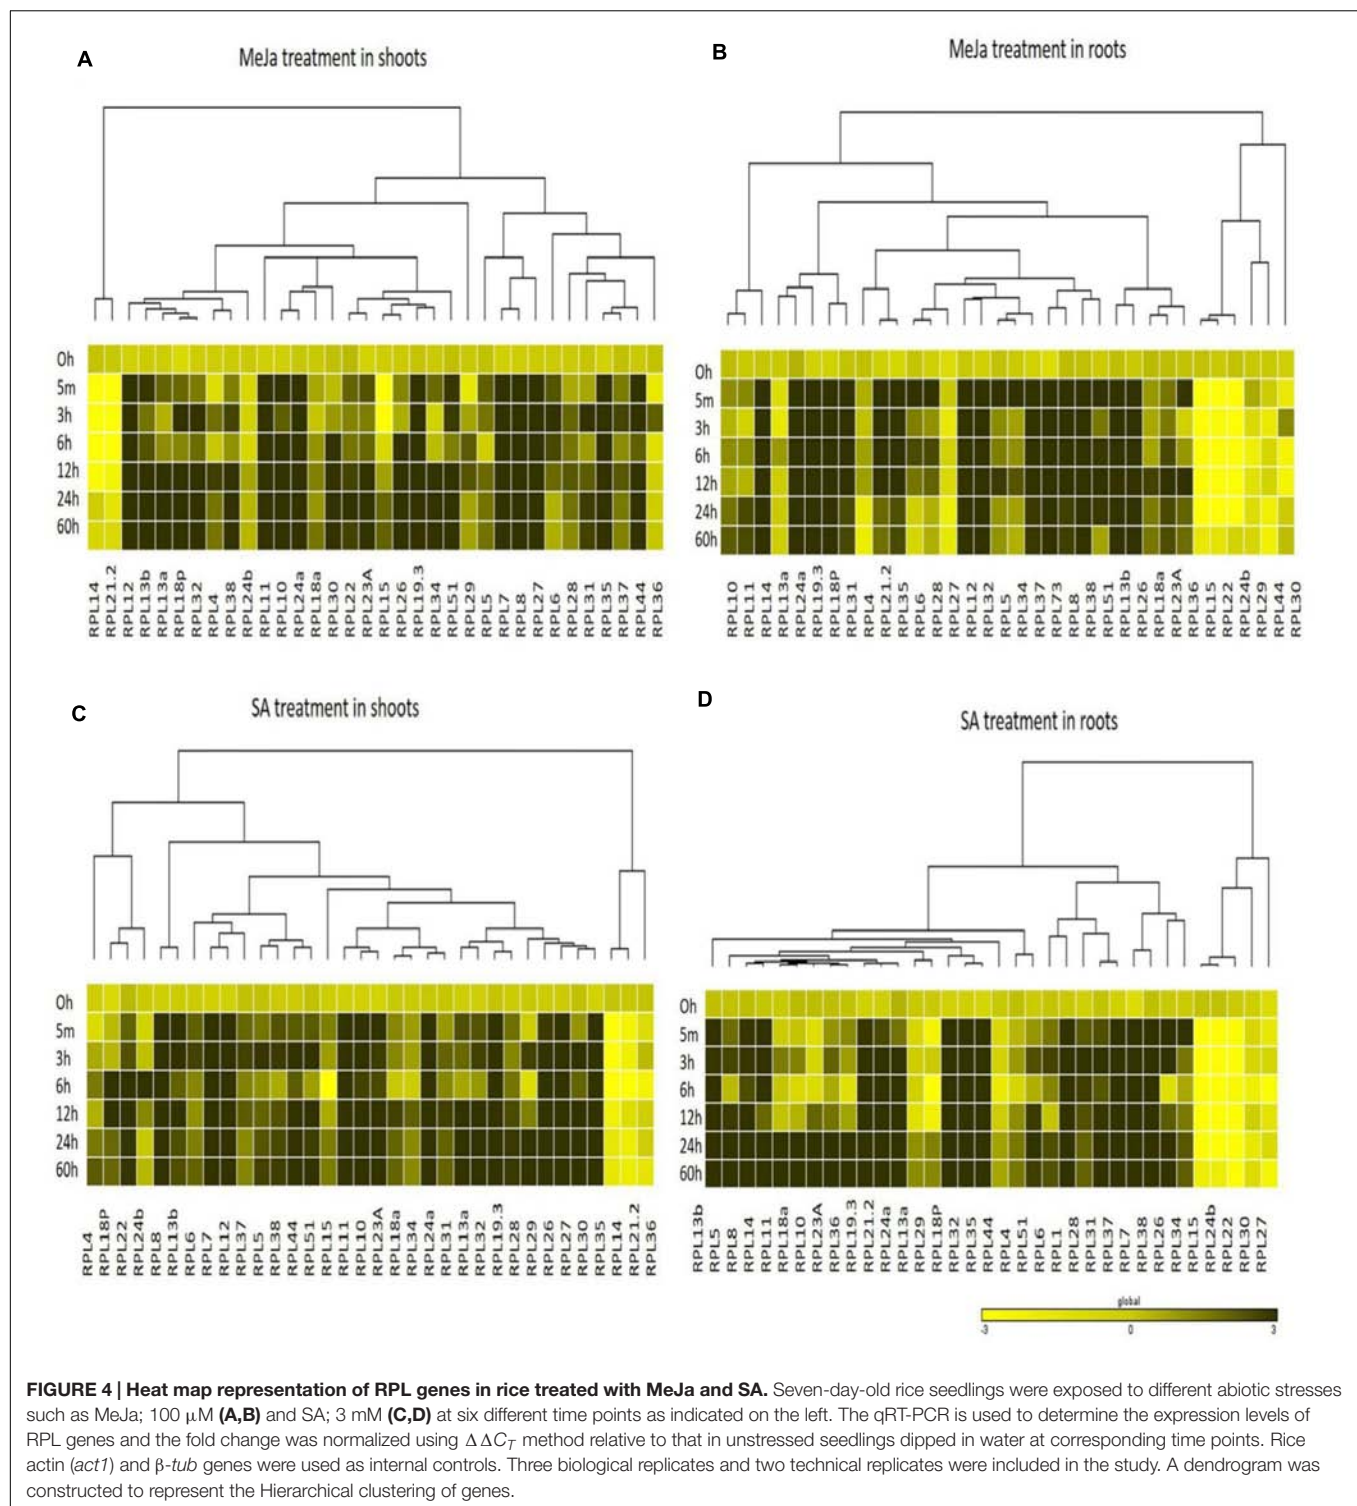 A
MeJa treatment in shoots
0h
5m
3h
6h
12h
24h
60h
RPL14
RPL21.2
RPL12
RPL13b
RPL13a
RPL18p
RPL32
RPL4
RPL38
RPL24b
RPL11
RPL10
RPL24a
RPL18a
RPL30
RPL22
RPL23A
RPL15
RPL26
RPL19.3
RPL34
RPL51
RPL29
RPL5
RPL7
RPL8
RPL27
RPL6
RPL28
RPL31
RPL35
RPL37
RPL44
RPL36
B
MeJa treatment in roots
0h
5m
3h
6h
12h
24h
60h
RPL10
RPL11
RPL14
RPL13a
RPL24a
RPL19.3
RPL18P
RPL31
RPL4
RPL21.2
RPL35
RPL6
RPL28
RPL27
RPL12
RPL32
RPL5
RPL34
RPL37
RPL73
RPL8
RPL38
RPL51
RPL13b
RPL26
RPL18a
RPL23A
RPL36
RPL15
RPL22
RPL24b
RPL29
RPL44
RPL30
C
SA treatment in shoots
0h
5m
3h
6h
12h
24h
60h
RPL4
RPL18P
RPL22
RPL24b
RPL8
RPL13b
RPL6
RPL7
RPL12
RPL37
RPL5
RPL38
RPL44
RPL51
RPL15
RPL11
RPL10
RPL23A
RPL18a
RPL34
RPL24a
RPL31
RPL13a
RPL32
RPL19.3
RPL28
RPL29
RPL26
RPL27
RPL30
RPL35
RPL14
RPL21.2
RPL36
D
SA treatment in roots
0h
5m
3h
6h
12h
24h
60h
RPL13b
RPL5
RPL8
RPL14
RPL11
RPL18a
RPL10
RPL23A
RPL36
RPL19.3
RPL21.2
RPL24a
RPL13a
RPL29
RPL18P
RPL32
RPL35
RPL44
RPL4
RPL51
RPL6
RPL1
RPL28
RPL31
RPL37
RPL7
RPL38
RPL26
RPL34
RPL15
RPL24b
RPL22
RPL30
RPL27
global
-3 0 3
FIGURE 4 | Heat map representation of RPL genes in rice treated with MeJa and SA. Seven-day-old rice seedlings were exposed to different abiotic stresses
such as MeJa; 100 μM (A,B) and SA; 3 mM (C,D) at six different time points as indicated on the left. The qRT-PCR is used to determine the expression levels of
RPL genes and the fold change was normalized using ΔΔC_T method relative to that in unstressed seedlings dipped in water at corresponding time points. Rice
actin (act1) and β-tub genes were used as internal controls. Three biological replicates and two technical replicates were included in the study. A dendrogram was
constructed to represent the Hierarchical clustering of genes.